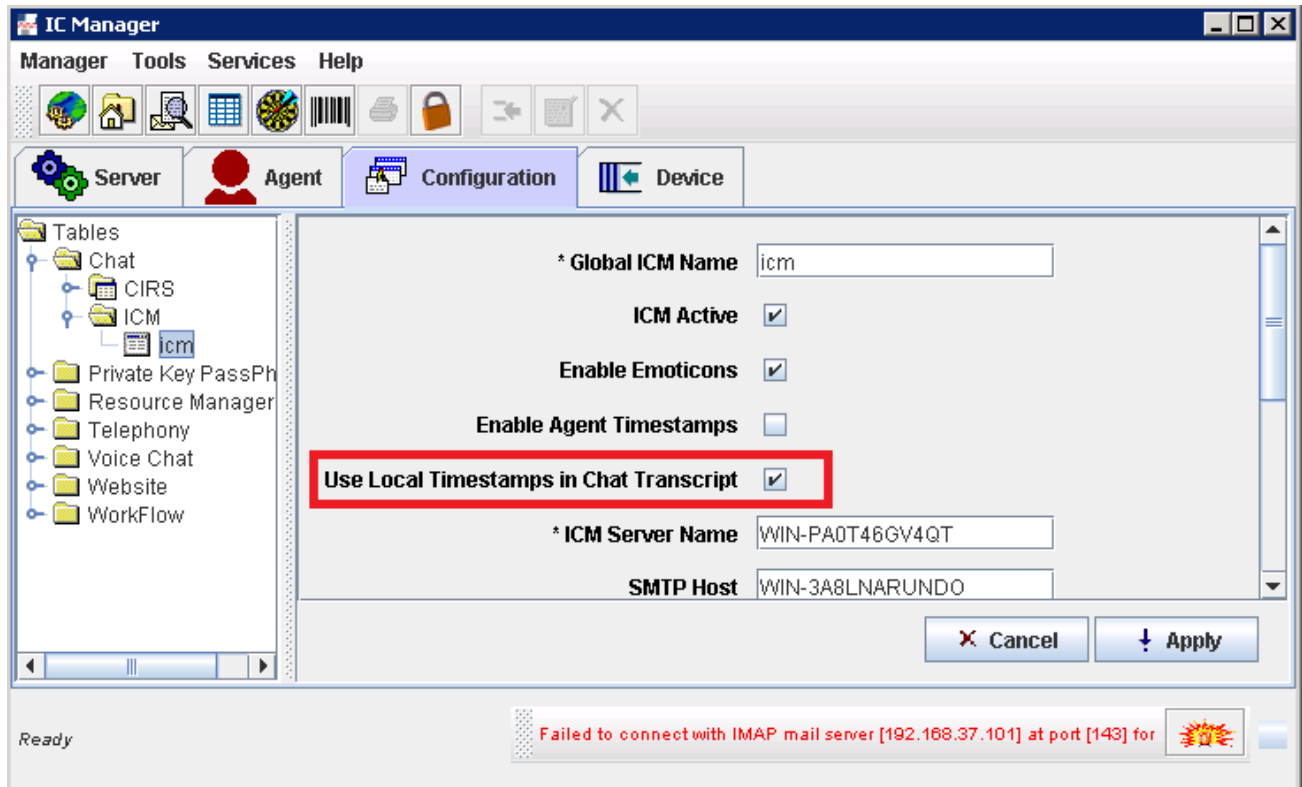 IC Manager
Manager Tools Services Help
Server Agent Configuration Device
Tables
Chat
CIRS
ICM
icm
Private Key PassPh
Resource Manager
Telephony
Voice Chat
Website
WorkFlow
* Global ICM Name icm
ICM Active
Enable Emoticons
Enable Agent Timestamps
Use Local Timestamps in Chat Transcript
* ICM Server Name WIN-PA0T46GV4QT
SMTP Host WIN-3A8LNARUNDO
Cancel Apply
Ready
Failed to connect with IMAP mail server [192.168.37.101] at port [143] for